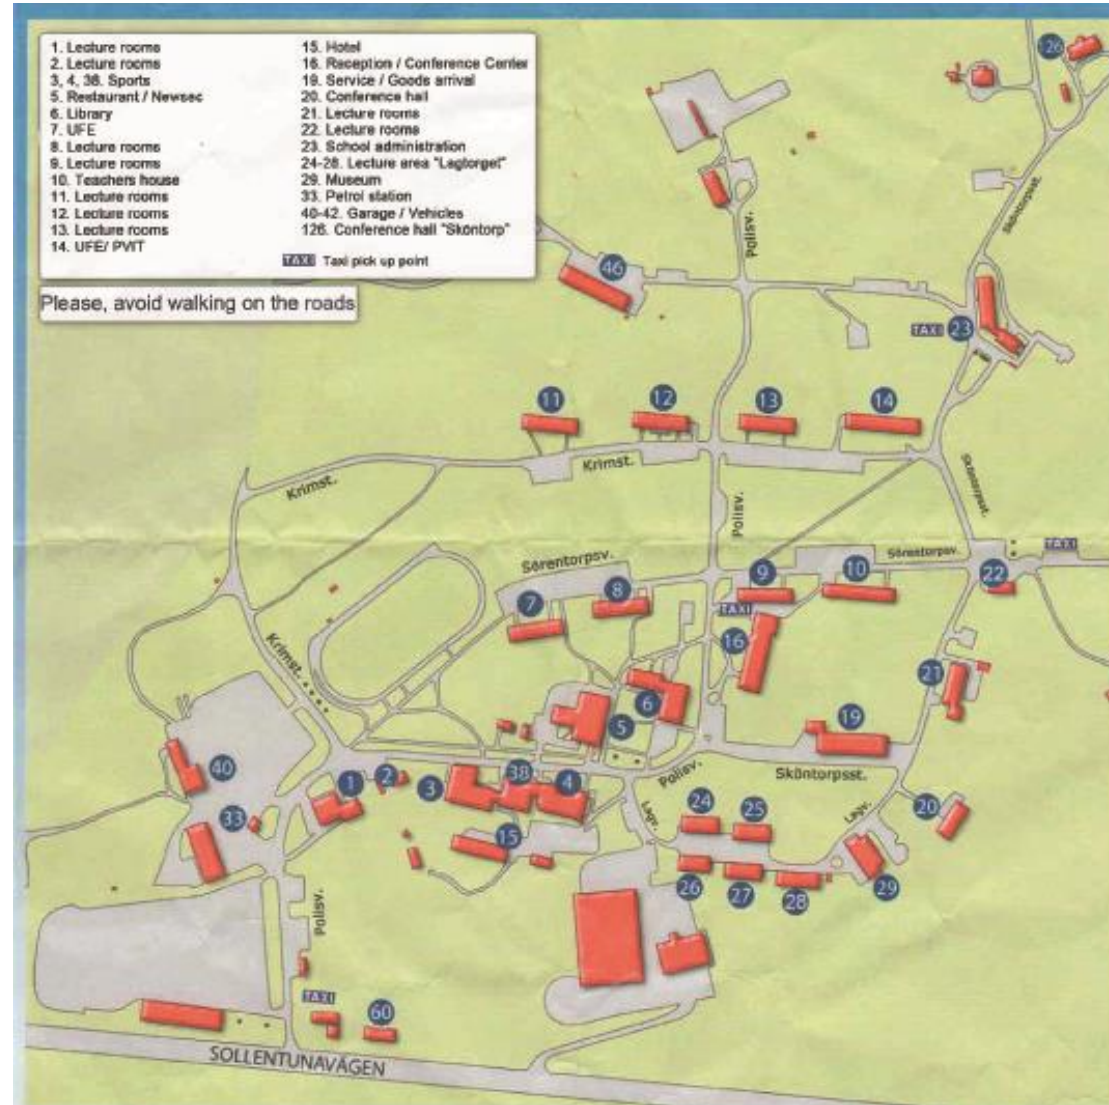 1. Lecture rooms
2. Lecture rooms
3, 4, 38. Sports
5. Restaurant / Newsec
6. Library
7. UFE
8. Lecture rooms
9. Lecture rooms
10. Teachers house
11. Lecture rooms
12. Lecture rooms
13. Lecture rooms
14. UFE/ PVIT
15. Hotel
16. Reception / Conference Center
19. Service / Goods arrival
20. Conference hall
21. Lecture rooms
22. Lecture rooms
23. School administration
24-28. Lecture area "Lagtorget"
29. Museum
33. Petrol station
40-42. Garage / Vehicles
126. Conference hall "Sköntorp"
TAXI Taxi pick up point
Please, avoid walking on the roads
126
Sköntorpsst.
Polisv.
46
TAXI 23
11
12
13
14
Krimst.
Krimst.
Sköntorpsst.
Polisv.
TAXI
Sörentorpsv.
Sörentorpsv.
9
10
22
8
7
TAXI
16
Krimst.
21
6
5
19
40
38
Polisv.
Sköntorpsst.
2
1
3
4
Lagv.
24
25
Lagv.
20
33
15
26
27
28
29
Polisv.
TAXI
60
SOLLENTUNAVÄGEN